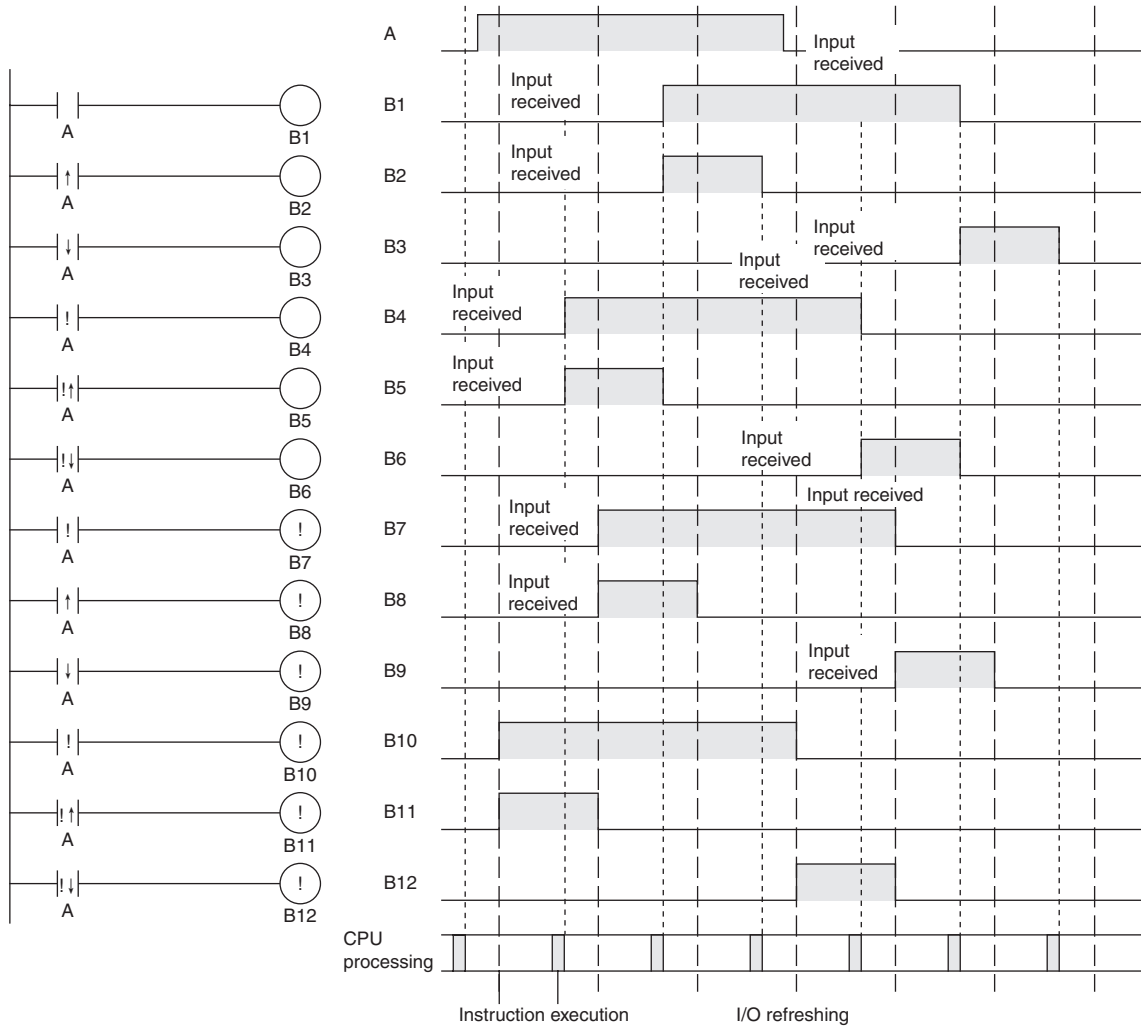 A
Input
received
Input
received
B1
A
B1
Input
received
B2
A
B2
Input
received
B3
A
B3
Input
received
Input
received
B4
A
B4
Input
received
B5
A
B5
Input
received
B6
A
B6
Input received
Input
received
B7
!
A
B7
Input
received
B8
!
A
B8
Input
received
B9
!
A
B9
B10
!
A
B10
B11
!
A
B11
B12
!
A
B12
CPU
processing
Instruction execution
I/O refreshing